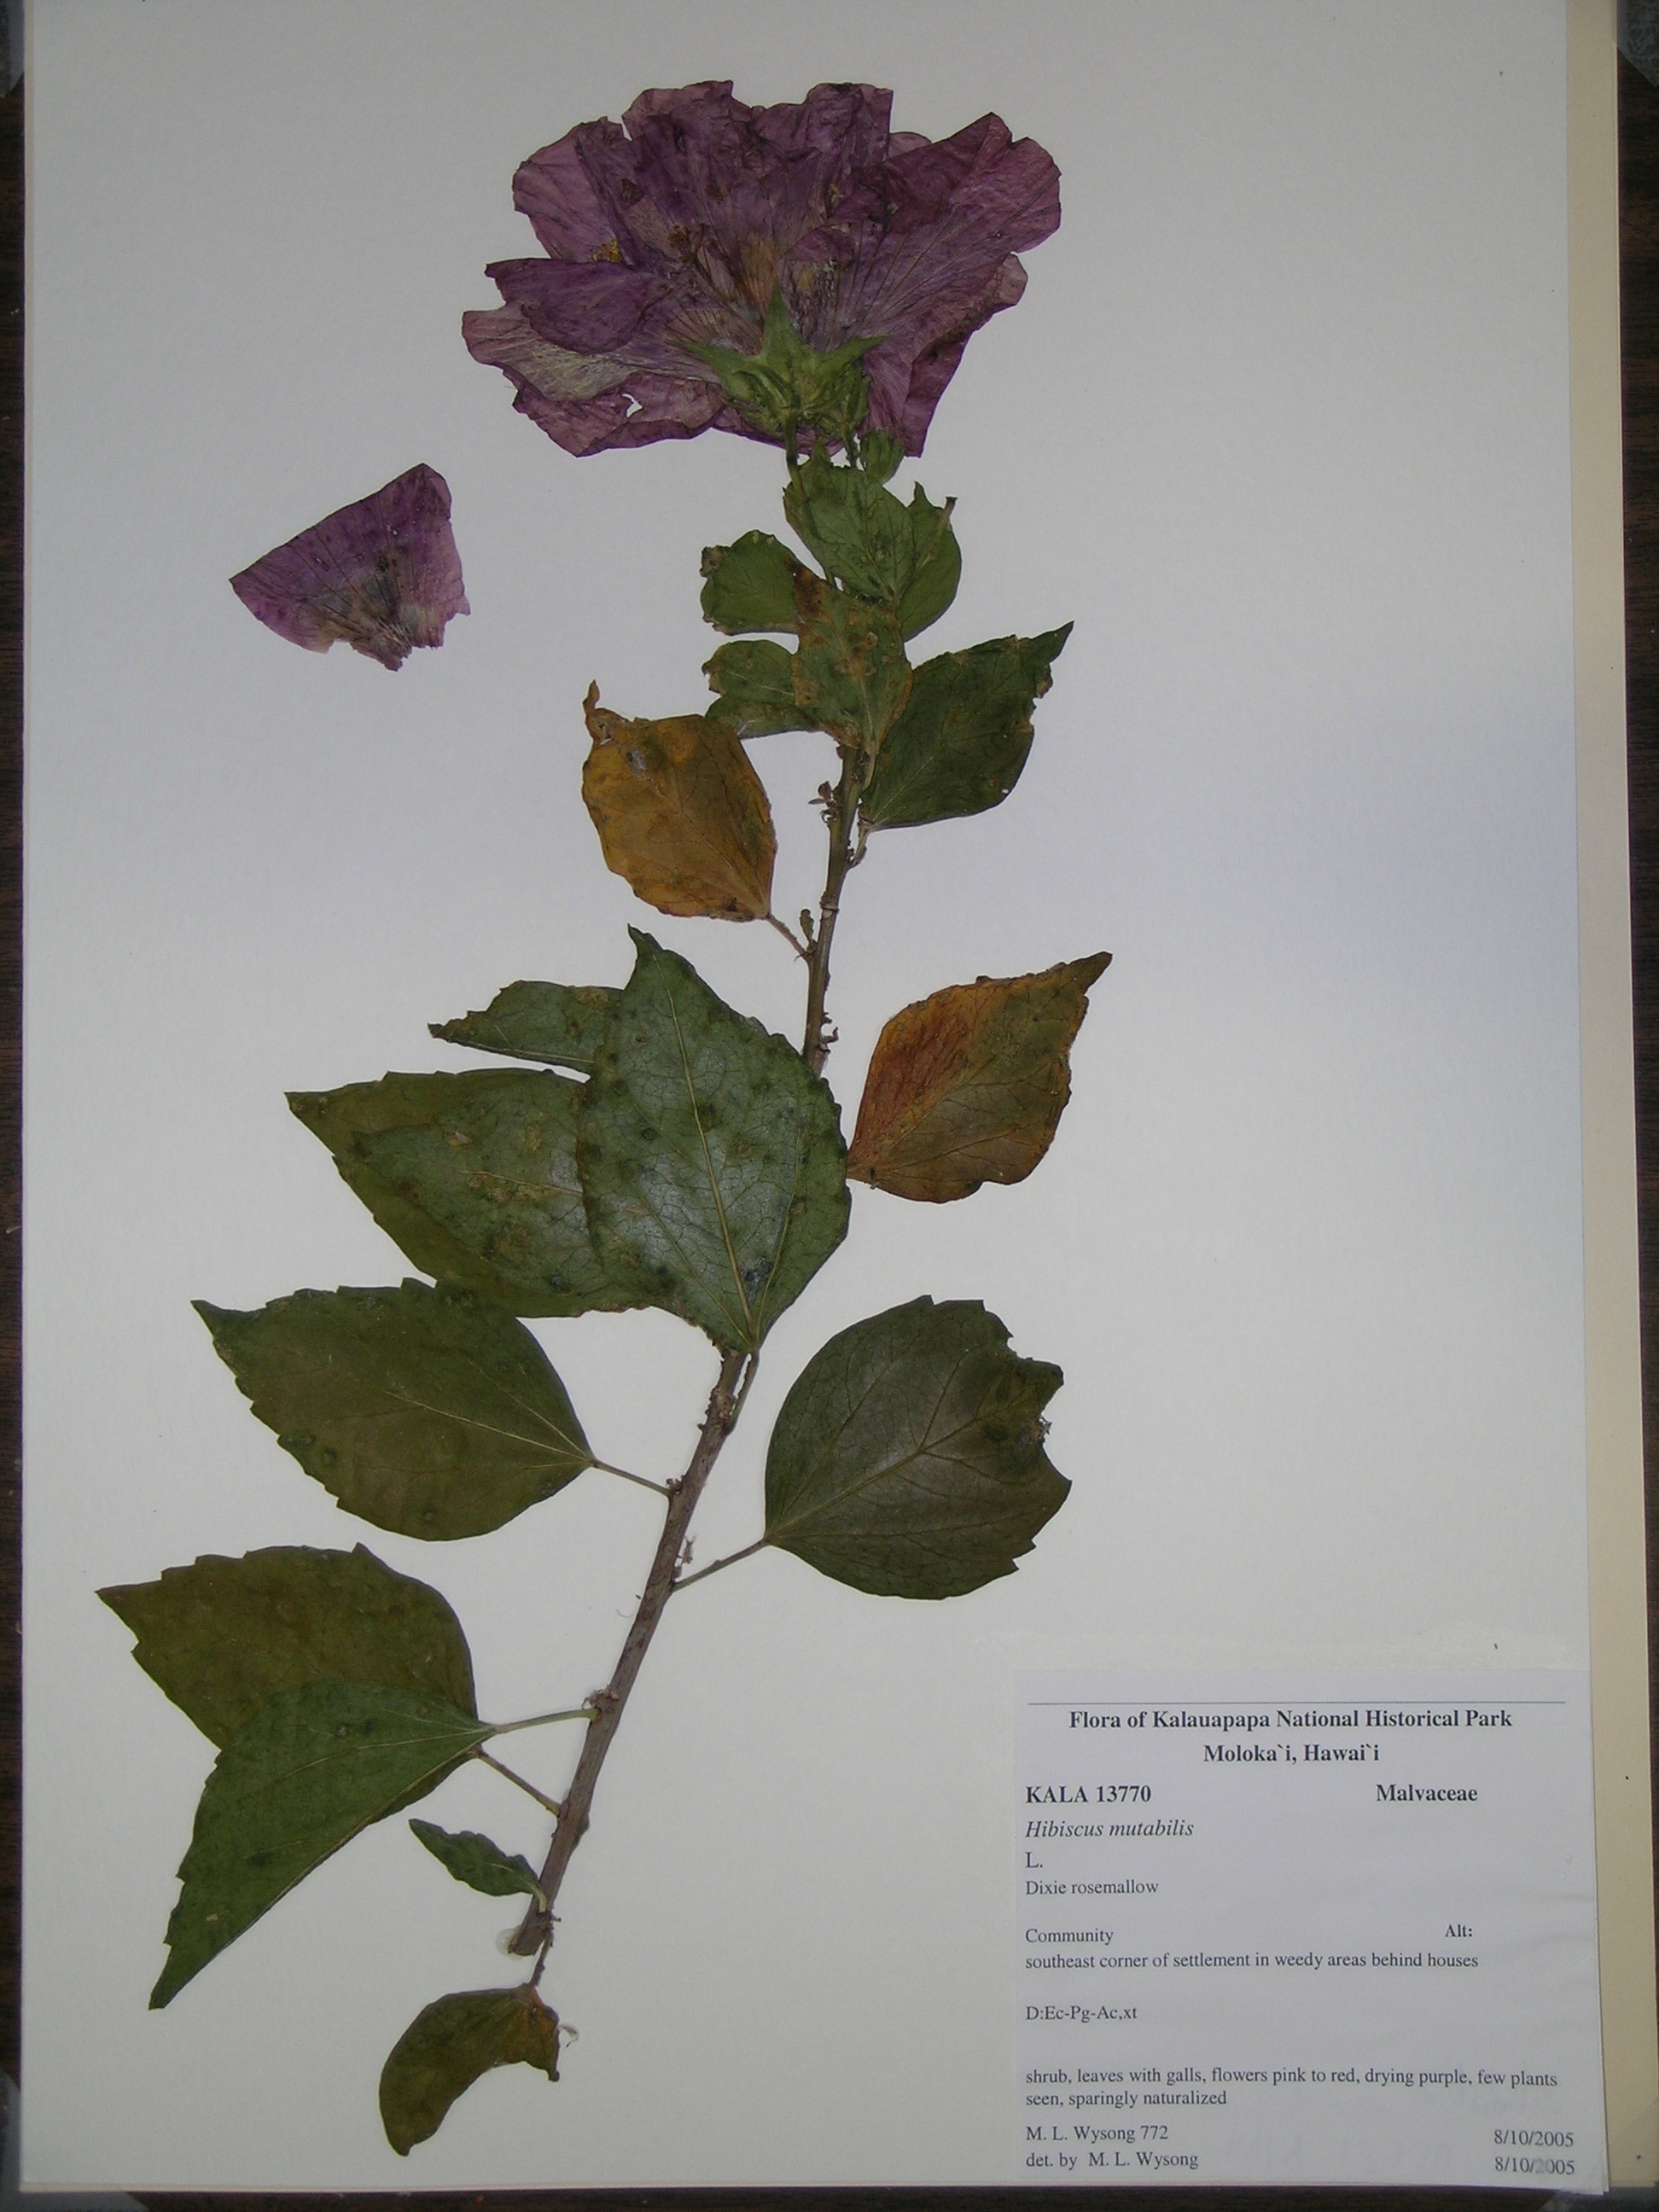 Flora of Kalauapapa National Historical Park
Moloka`i, Hawai`i
KALA 13770 Malvaceae
Hibiscus mutabilis
L.
Dixie rosemallow
Community Alt:
southeast corner of settlement in weedy areas behind houses
D:Ec-Pg-Ac,xt
shrub, leaves with galls, flowers pink to red, drying purple, few plants
seen, sparingly naturalized
M. L. Wysong 772 8/10/2005
det. by M. L. Wysong 8/10/2005